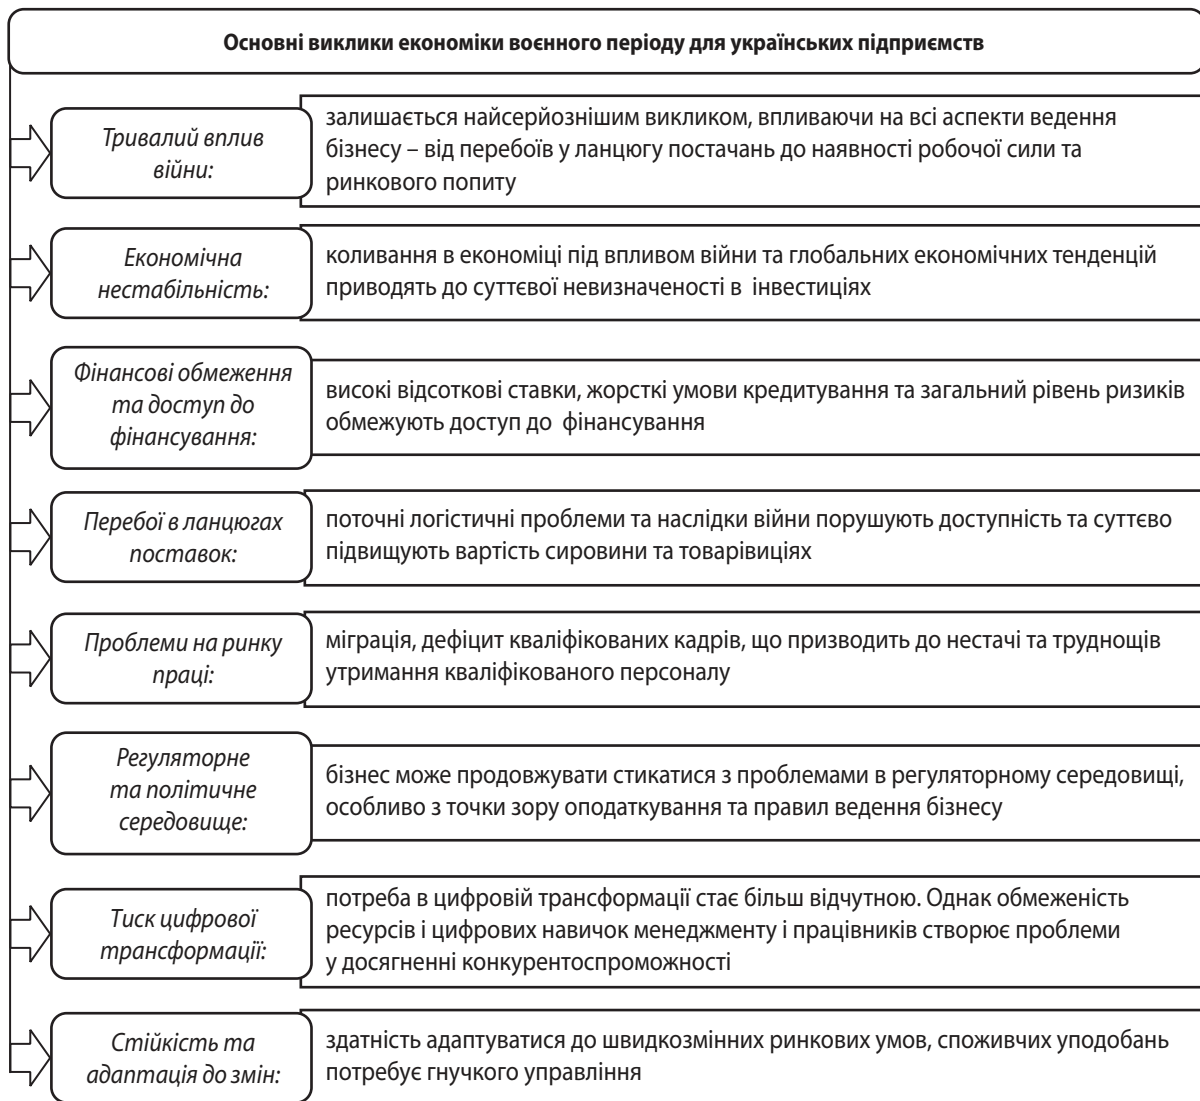 Основні виклики економіки воєнного періоду для українських підприємств
Тривалий вплив
війни:
залишається найсерйознішим викликом, впливаючи на всі аспекти ведення
бізнесу – від перебоїв у ланцюгу постачань до наявності робочої сили та
ринкового попиту
Економічна
нестабільність:
коливання в економіці під впливом війни та глобальних економічних тенденцій
приводять до суттєвої невизначеності в інвестиціях
Фінансові обмеження
та доступ до
фінансування:
високі відсоткові ставки, жорсткі умови кредитування та загальний рівень ризиків
обмежують доступ до фінансування
Перебої в ланцюгах
поставок:
поточні логістичні проблеми та наслідки війни порушують доступність та суттєво
підвищують вартість сировини та товарівиціях
Проблеми на ринку
праці:
міграція, дефіцит кваліфікованих кадрів, що призводить до нестачі та труднощів
утримання кваліфікованого персоналу
Регуляторне
та політичне
середовище:
бізнес може продовжувати стикатися з проблемами в регуляторному середовищі,
особливо з точки зору оподаткування та правил ведення бізнесу
Тиск цифрової
трансформації:
потреба в цифровій трансформації стає більш відчутною. Однак обмеженість
ресурсів і цифрових навичок менеджменту і працівників створює проблеми
у досягненні конкурентоспроможності
Стійкість та
адаптація до змін:
здатність адаптуватися до швидкозмінних ринкових умов, споживчих уподобань
потребує гнучкого управління